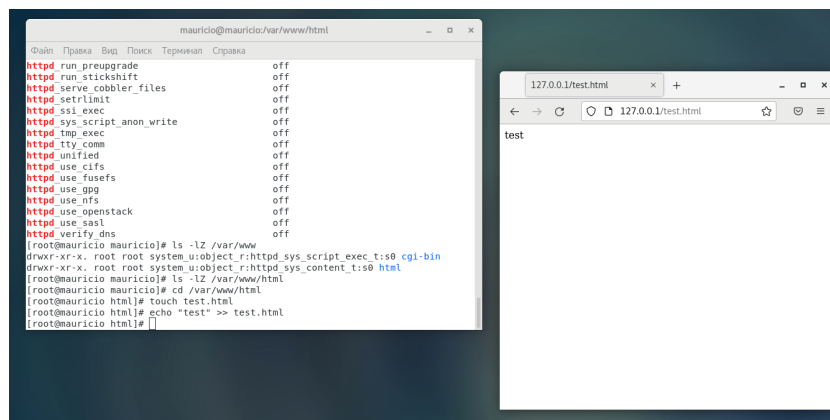 mauricio@mauricio:/var/www/html
Файл Правка Вид Поиск Терминал Справка
httpd_run_preupgrade off
httpd_run_stickshift off
httpd_serve_cobbler_files off
httpd_setrlimit off
httpd_ssi_exec off
httpd_sys_script_anon_write off
httpd_tmp_exec off
httpd_tty_comm off
httpd_unified off
httpd_use_cifs off
httpd_use_fusefs off
httpd_use_gpg off
httpd_use_nfs off
httpd_use_openstack off
httpd_use_sasl off
httpd_verify_dns off
[root@mauricio mauricio]# ls -lZ /var/www
drwxr-xr-x. root root system_u:object_r:httpd_sys_script_exec_t:s0 cgi-bin
drwxr-xr-x. root root system_u:object_r:httpd_sys_content_t:s0 html
[root@mauricio mauricio]# ls -lZ /var/www/html
[root@mauricio mauricio]# cd /var/www/html
[root@mauricio html]# touch test.html
[root@mauricio html]# echo "test" >> test.html
[root@mauricio html]#
127.0.0.1/test.html
127.0.0.1/test.html
test